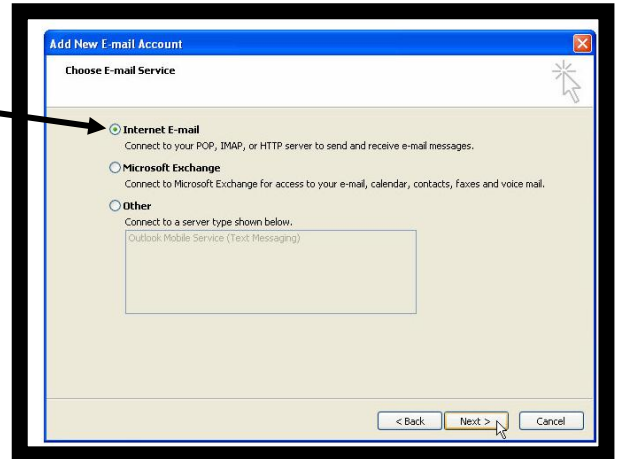 Add New E-mail Account
Choose E-mail Service
Internet E-mail
Connect to your POP, IMAP, or HTTP server to send and receive e-mail messages.
Microsoft Exchange
Connect to Microsoft Exchange for access to your e-mail, calendar, contacts, faxes and voice mail.
Other
Connect to a server type shown below.
Outlook Mobile Service (Text Messaging)
< Back Next > Cancel